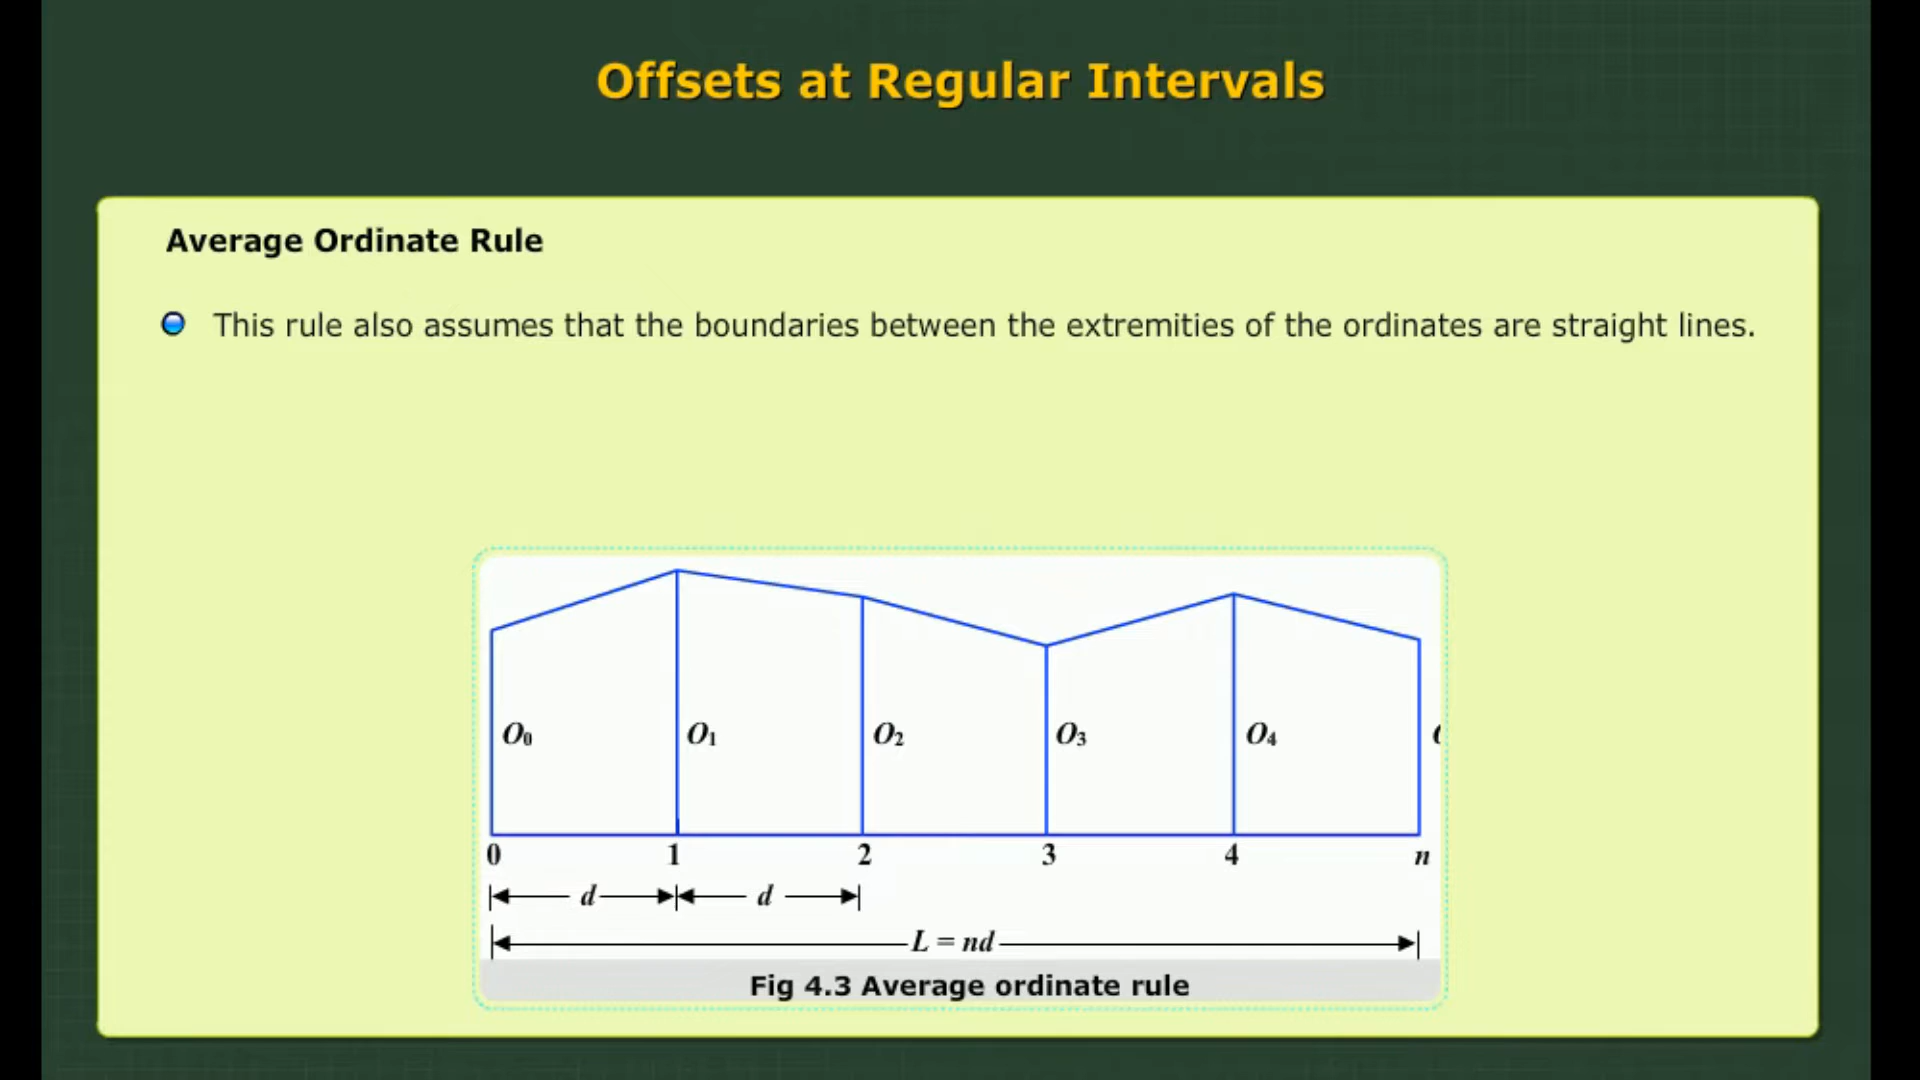 Offsets at Regular Intervals
Average Ordinate Rule
This rule also assumes that the boundaries between the extremities of the ordinates are straight lines.
O₀ O₁ O₂ O₃ O₄
0 1 2 3 4 n
d d
L = nd
Fig 4.3 Average ordinate rule